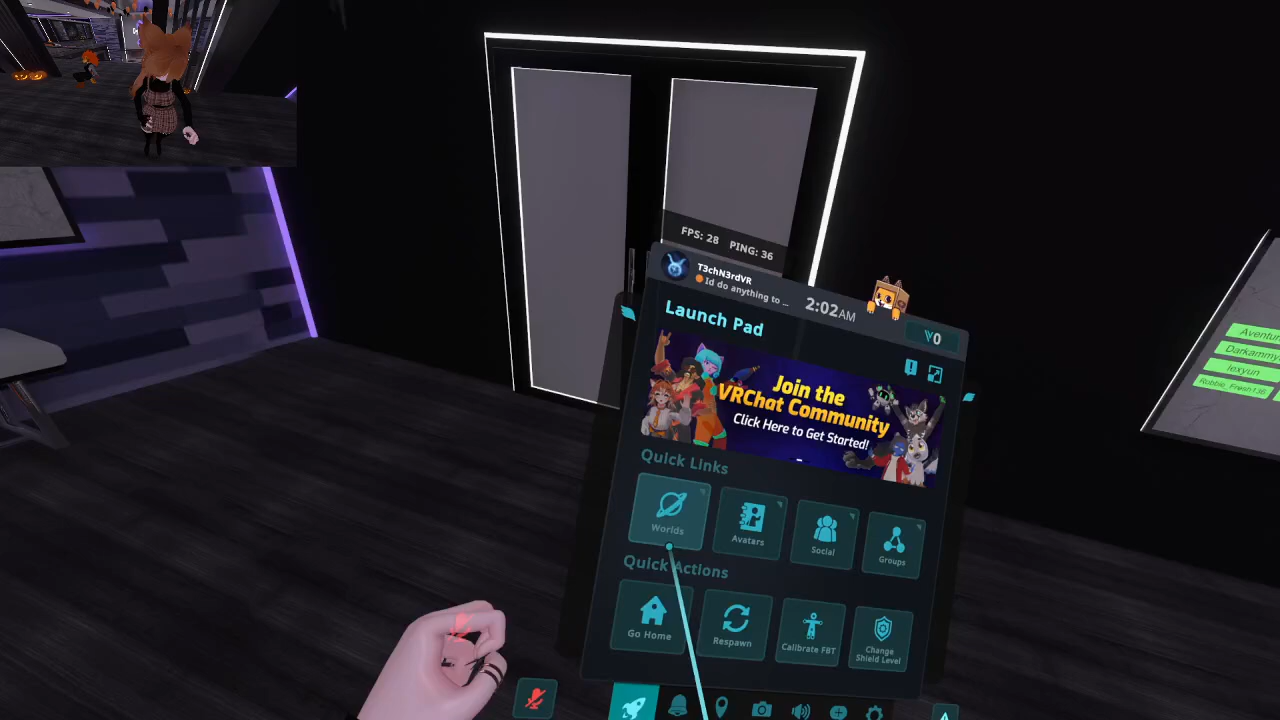 FPS: 28 PING: 36
T3chN3rdVR
Id do anything to ...
2:02AM
0
Launch Pad
Join the
VRChat Community
Click Here to Get Started!
Quick Links
Worlds
Avatars
Social
Groups
Quick Actions
Go Home
Respawn
Calibrate FBT
Change
Shield Level
Aventur
Darkammy
lexyun
Robbie_Fresh136